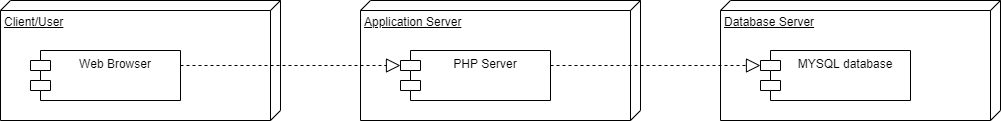 Client/User
Web Browser
Application Server
PHP Server
Database Server
MYSQL database